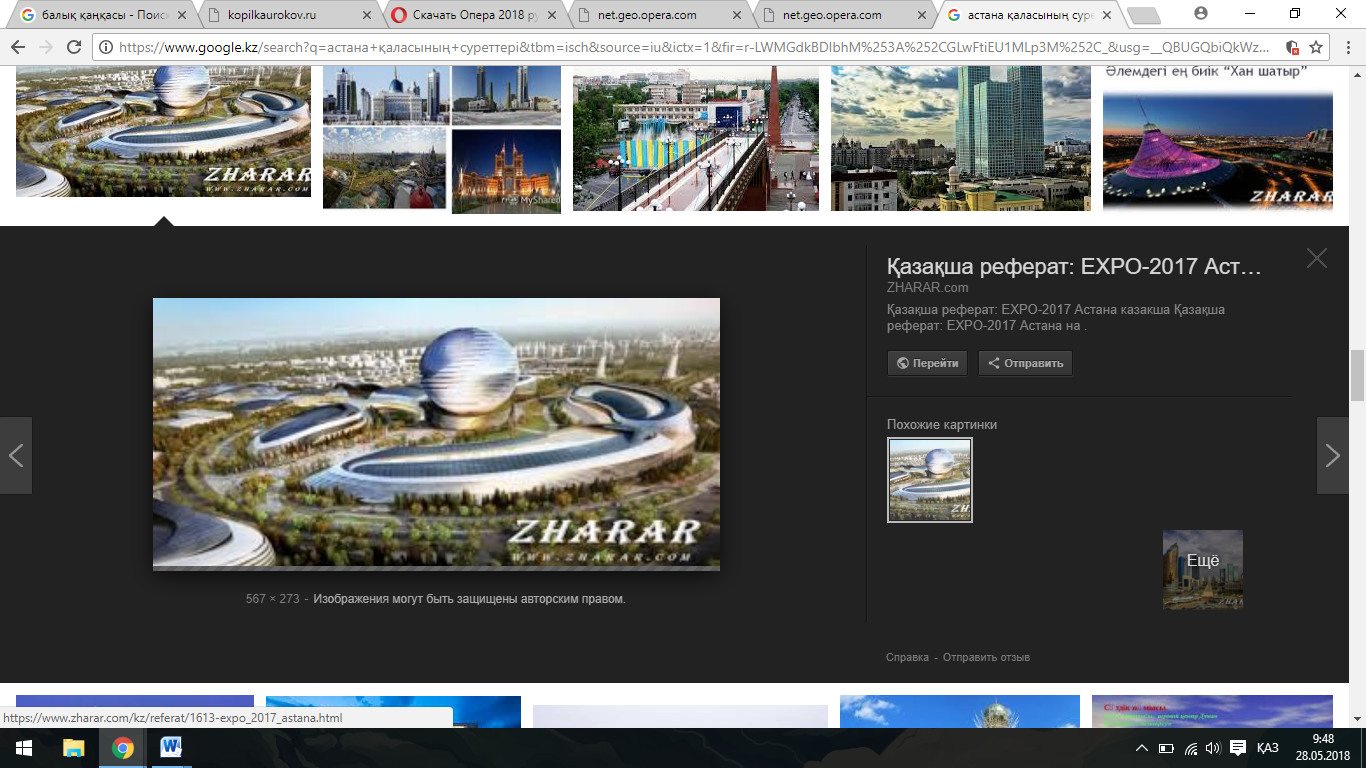 балық қаңқасы - Поис
kopilkaurokov.ru
Скачать Опера 2018 ру
net.geo.opera.com
net.geo.opera.com
астана қаласының суре
https://www.google.kz/search?q=астана+қаласының+суреттері&tbm=isch&source=iu&ictx=1&fir=r-LWMGdkBDlbhM%253A%252CGLwFtiEU1MLp3M%252C_&usg=__QBUGQbiQkWz...
Әлемдегі ең биік “Хан шатыр”
ZHARAR
WWW.ZHARAR.COM
MyShared
ZHARAR
Қазақша реферат: EXPO-2017 Аст…
ZHARAR.com
Қазақша реферат: EXPO-2017 Астана казакша Қазақша
реферат: EXPO-2017 Астана на .
Перейти
Отправить
Похожие картинки
ZHARAR
WWW.ZHARAR.COM
Ещё
567 × 273 - Изображения могут быть защищены авторским правом.
Справка - Отправить отзыв
https://www.zharar.com/kz/referat/1613-expo_2017_astana.html
ҚАЗ
9:48
28.05.2018